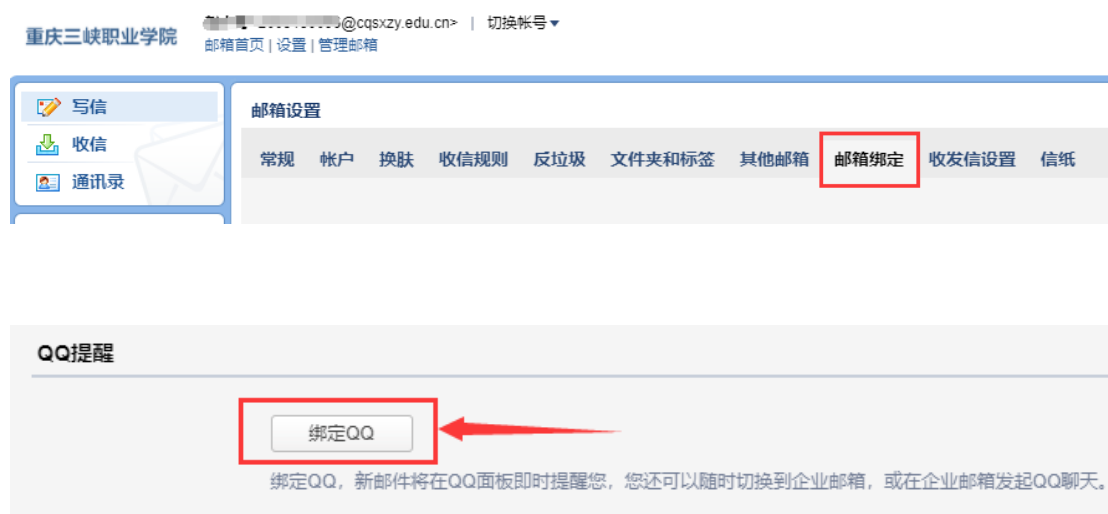 重庆三峡职业学院
@cqsxzy.edu.cn> | 切换帐号
邮箱首页 | 设置 | 管理邮箱
写信
收信
通讯录
邮箱设置
常规 帐户 换肤 收信规则 反垃圾 文件夹和标签 其他邮箱 邮箱绑定 收发信设置 信纸
QQ提醒
绑定QQ
绑定QQ，新邮件将在QQ面板即时提醒您，您还可以随时切换到企业邮箱，或在企业邮箱发起QQ聊天。